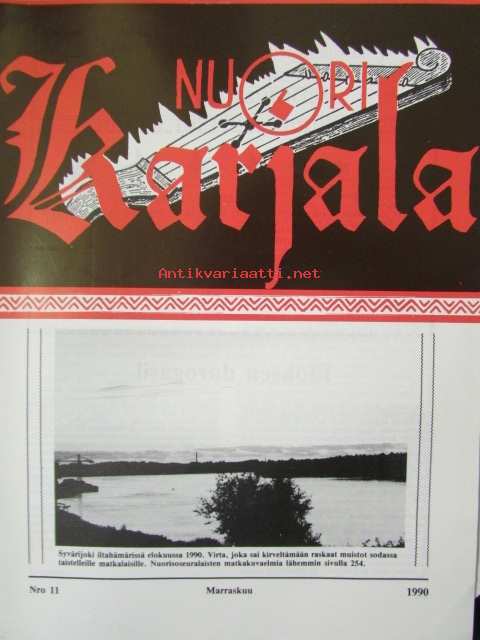 NUORI
Karjala
Antikvariaatti.net
Syvärijoki iltahämärissä elokuussa 1990. Virta, joka sai kirveltämään raskaat muistot sodassa
taistelleille matkalaisille. Nuorisoseuralaisten matkakuvaelmia lähemmin sivulla 254.
Nro 11 Marraskuu 1990